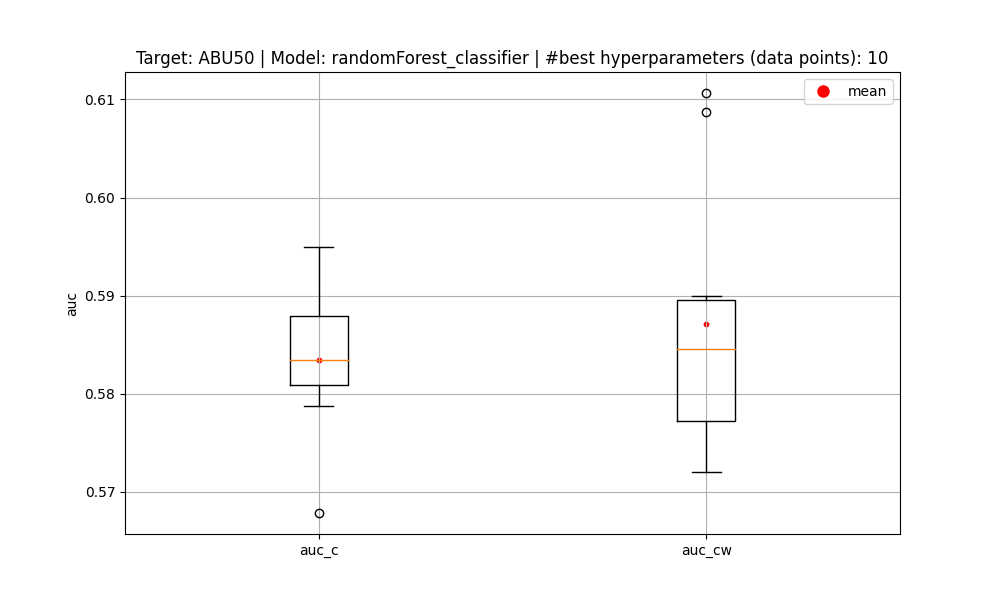 Target: ABU50 | Model: randomForest_classifier | #best hyperparameters (data points): 10
mean
0.61
0.60
0.59
0.58
0.57
auc
auc_c
auc_cw